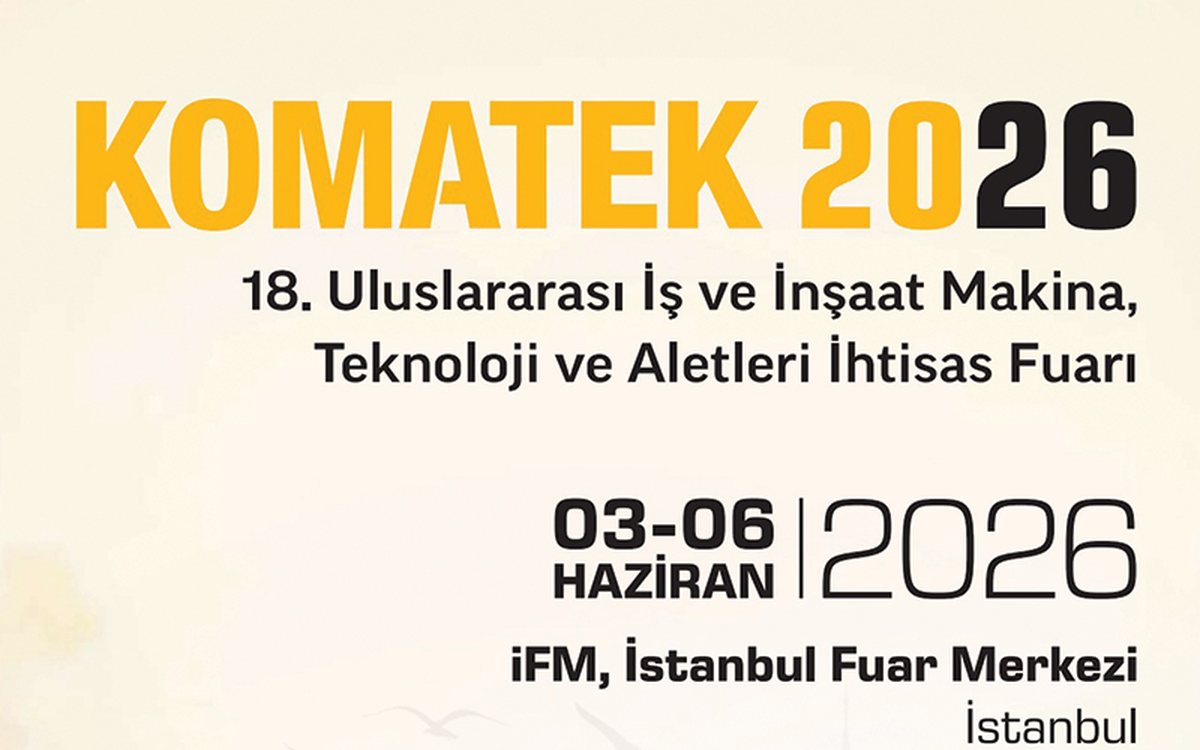 KOMATEK 2026
18. Uluslararası İş ve İnşaat Makina,
Teknoloji ve Aletleri İhtisas Fuarı
03-06
HAZİRAN
2026
iFM, İstanbul Fuar Merkezi
İstanbul